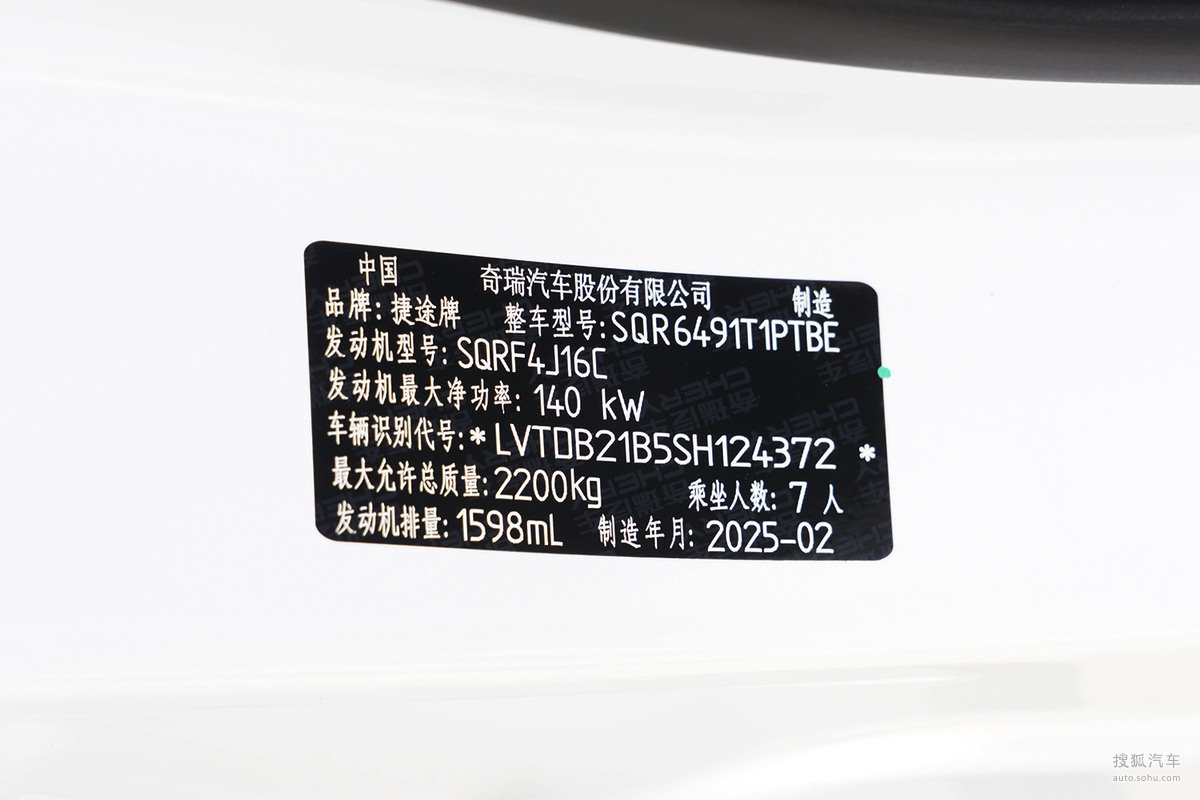 中国 奇瑞汽车股份有限公司 制造
品牌: 捷途牌 整车型号: SQR6491T1PTBE
发动机型号: SQRF4J16C
发动机最大净功率: 140 kW
车辆识别代号: *LVTDB21B5SH124372 *
最大允许总质量: 2200kg 乘坐人数: 7 人
发动机排量: 1598mL 制造年月: 2025-02
搜狐汽车
auto.sohu.com